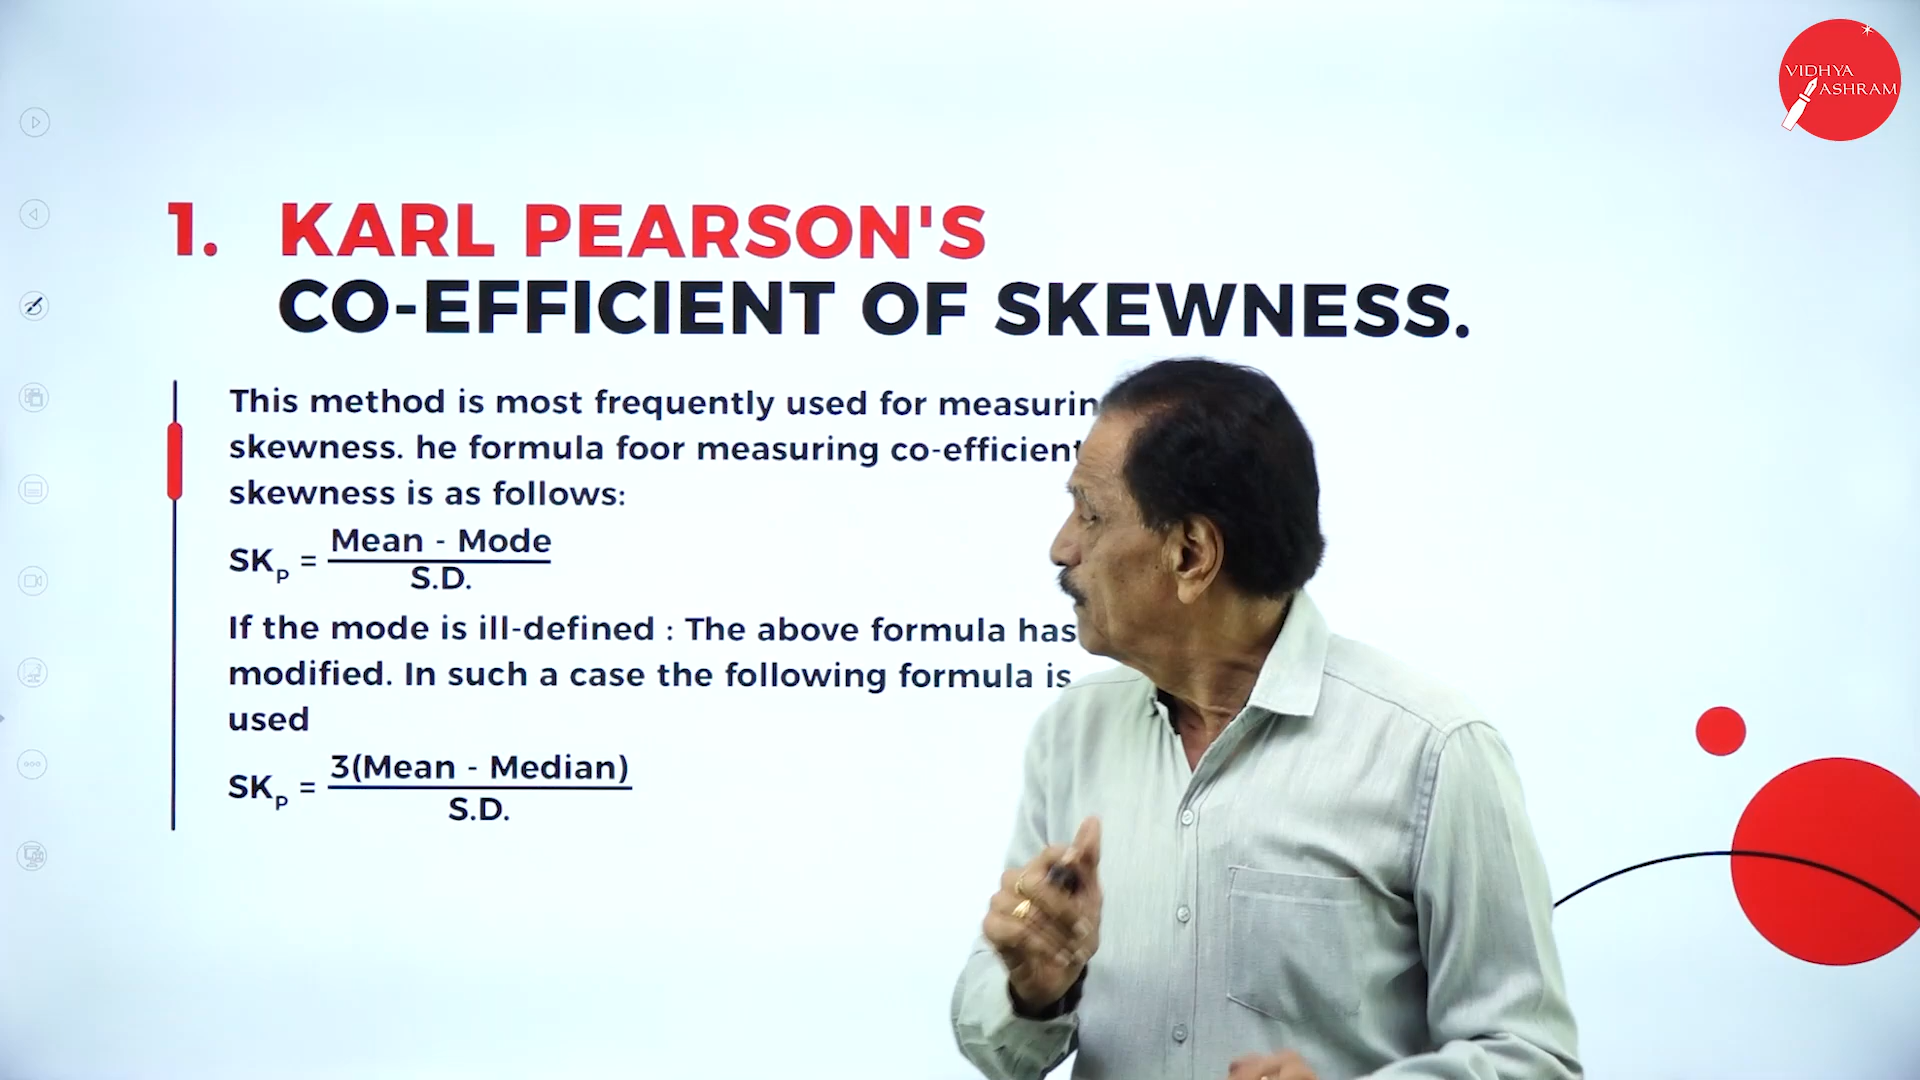 VIDHYA
ASHRAM
1. KARL PEARSON'S
CO-EFFICIENT OF SKEWNESS.
This method is most frequently used for
skewness. he formula foor measuring co-efficient
skewness is as follows:
SKP = Mean - Mode
S.D.
If the mode is ill-defined : The above formula has
modified. In such a case the following formula is
used
SKP = 3(Mean - Median)
S.D.